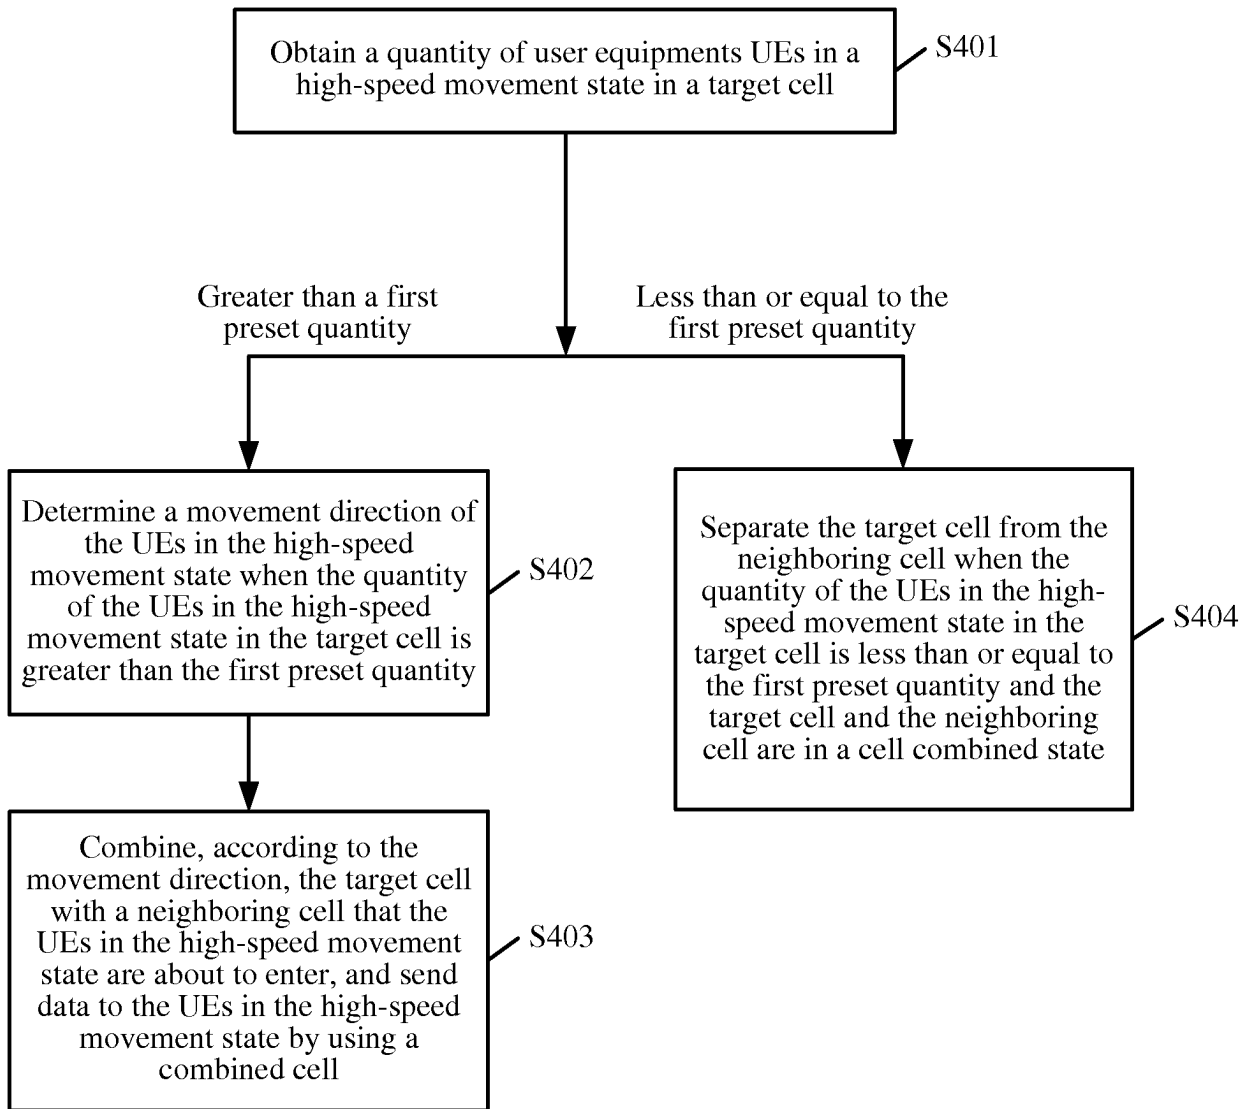 Obtain a quantity of user equipments UEs in a
high-speed movement state in a target cell
S401
Greater than a first
preset quantity
Less than or equal to the
first preset quantity
Determine a movement direction of
the UEs in the high-speed
movement state when the quantity
of the UEs in the high-speed
movement state in the target cell is
greater than the first preset quantity
S402
Separate the target cell from the
neighboring cell when the
quantity of the UEs in the high-
speed movement state in the
target cell is less than or equal to
the first preset quantity and the
target cell and the neighboring
cell are in a cell combined state
S404
Combine, according to the
movement direction, the target cell
with a neighboring cell that the
UEs in the high-speed movement
state are about to enter, and send
data to the UEs in the high-speed
movement state by using a
combined cell
S403